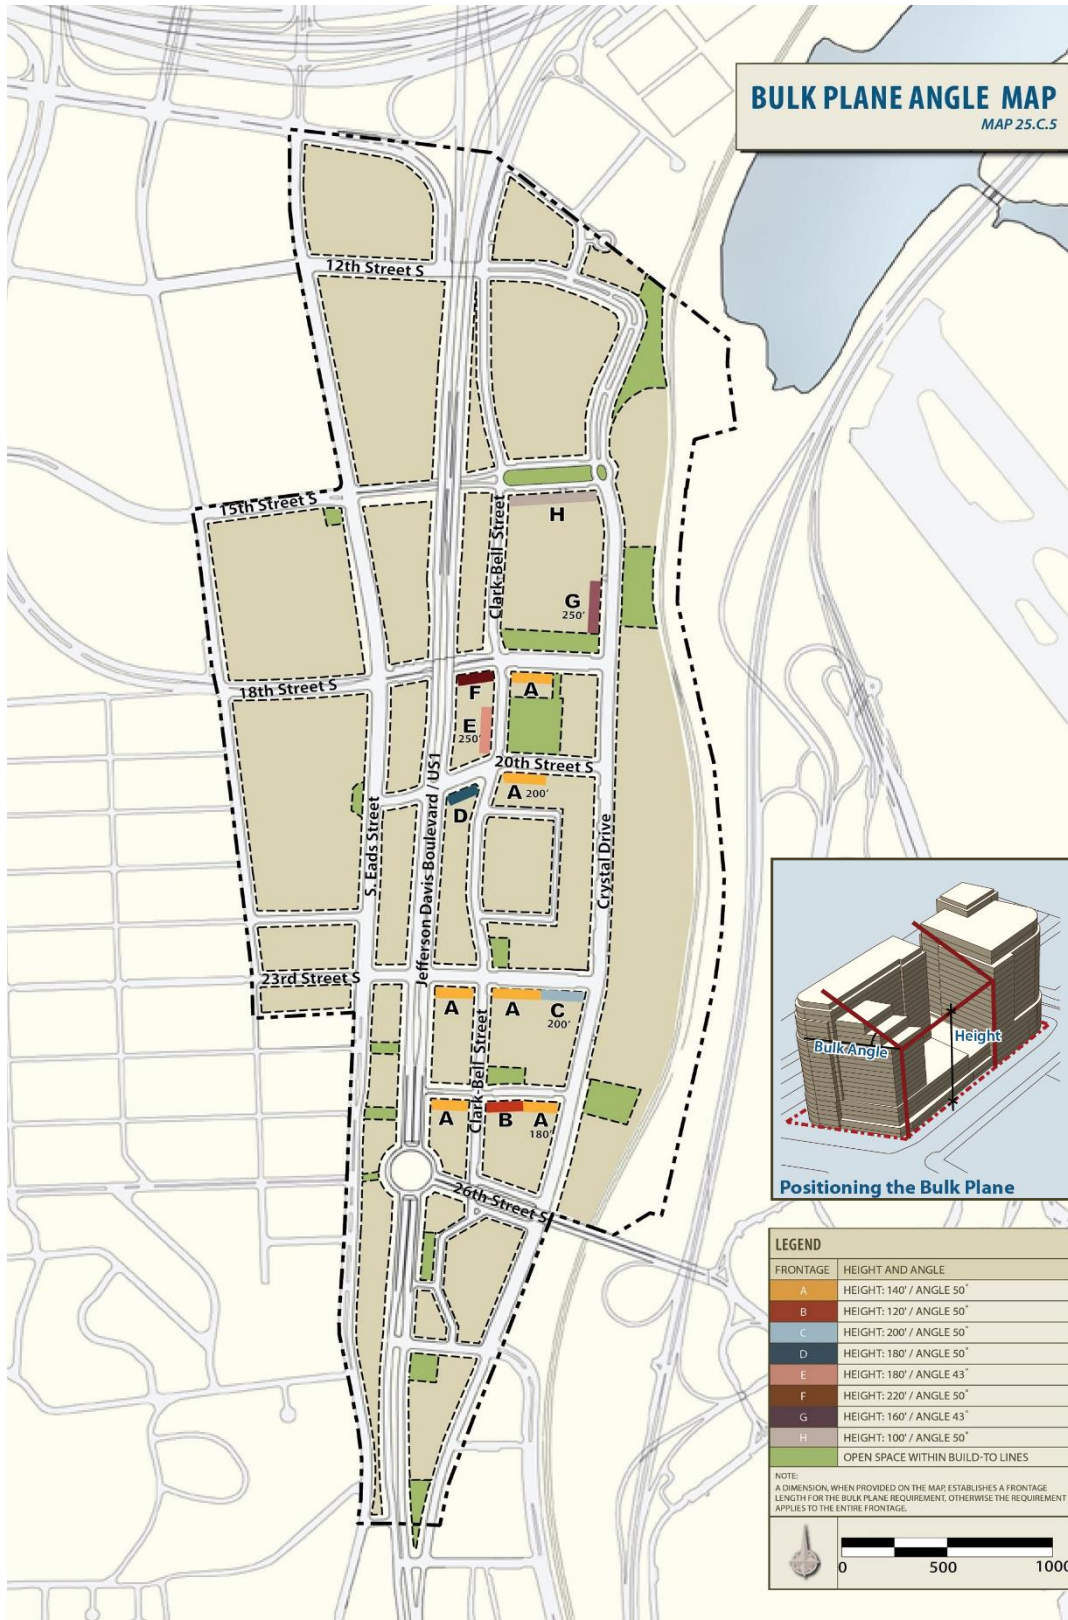 BULK PLANE ANGLE MAP
MAP 25.C.5
12th Street S
15th Street S
Clark-Bell Street
H
G
250'
18th Street S
F
A
E
250'
20th Street S
A 200'
D
S. Eads Street
Jefferson Davis Boulevard / US1
Crystal Drive
23rd Street S
A
A
C
200'
Clark-Bell Street
A
B
A
180'
26th Street S
Bulk Angle
Height
Positioning the Bulk Plane
LEGEND
FRONTAGE HEIGHT AND ANGLE
A HEIGHT: 140' / ANGLE 50°
B HEIGHT: 120' / ANGLE 50°
C HEIGHT: 200' / ANGLE 50°
D HEIGHT: 180' / ANGLE 50°
E HEIGHT: 180' / ANGLE 43°
F HEIGHT: 220' / ANGLE 50°
G HEIGHT: 160' / ANGLE 43°
H HEIGHT: 100' / ANGLE 50°
OPEN SPACE WITHIN BUILD-TO LINES
NOTE:
A DIMENSION, WHEN PROVIDED ON THE MAP, ESTABLISHES A FRONTAGE
LENGTH FOR THE BULK PLANE REQUIREMENT, OTHERWISE THE REQUIREMENT
APPLIES TO THE ENTIRE FRONTAGE.
0 500 1000